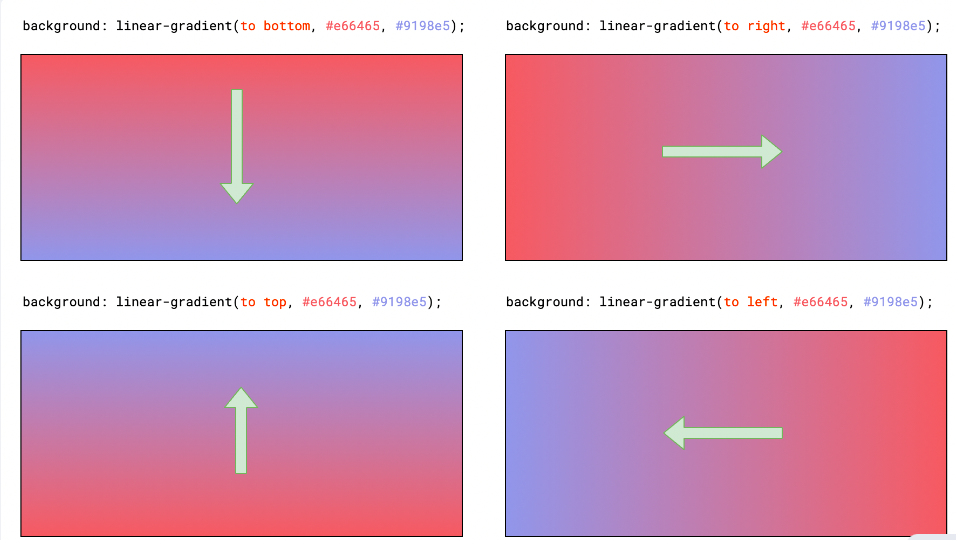 background: linear-gradient(to bottom, #e66465, #9198e5);
background: linear-gradient(to right, #e66465, #9198e5);
background: linear-gradient(to top, #e66465, #9198e5);
background: linear-gradient(to left, #e66465, #9198e5);